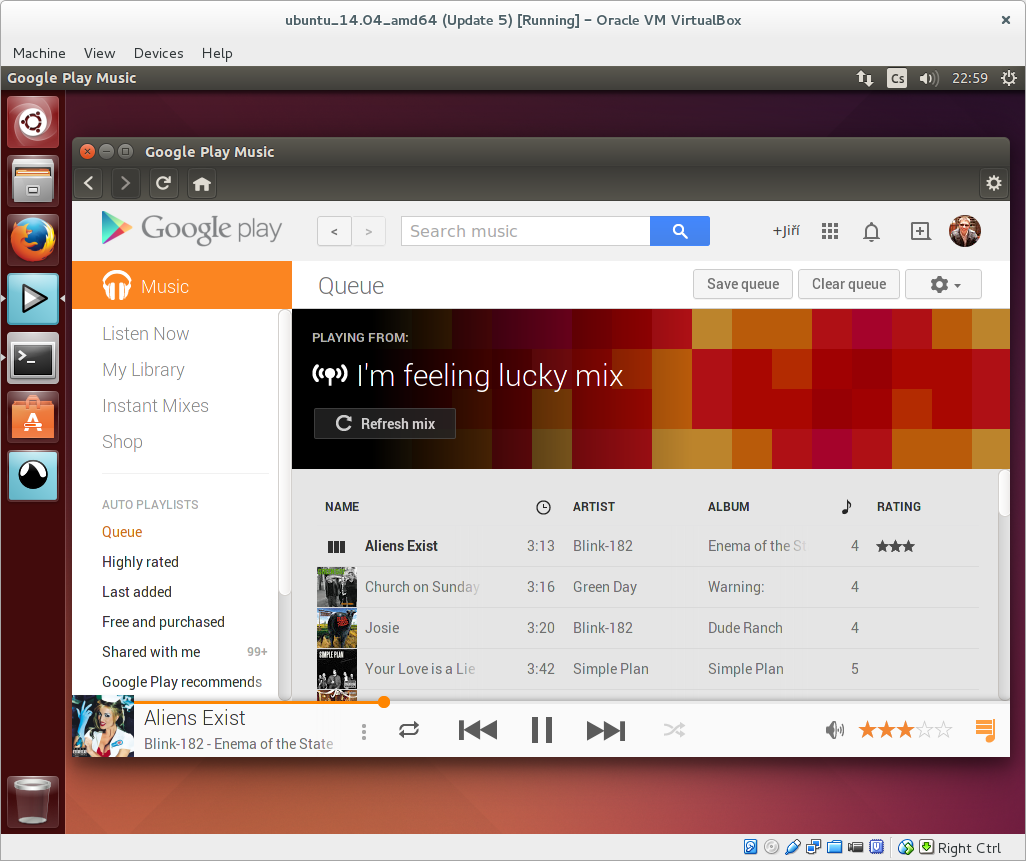 ubuntu_14.04_amd64 (Update 5) [Running] – Oracle VM VirtualBox
Machine View Devices Help
Google Play Music Cs 22:59
Google Play Music
Google play < > Search music +Jiří
Music Queue Save queue Clear queue
Listen Now
My Library
Instant Mixes
Shop
AUTO PLAYLISTS
Queue
Highly rated
Last added
Free and purchased
Shared with me 99+
Google Play recommends
PLAYING FROM:
I'm feeling lucky mix
Refresh mix
NAME ARTIST ALBUM RATING
Aliens Exist 3:13 Blink-182 Enema of the St 4
Church on Sunday 3:16 Green Day Warning: 4
Josie 3:20 Blink-182 Dude Ranch 4
SIMPLE PLAN
Your Love is a Lie 3:42 Simple Plan Simple Plan 5
Aliens Exist
Blink-182 - Enema of the State
Right Ctrl